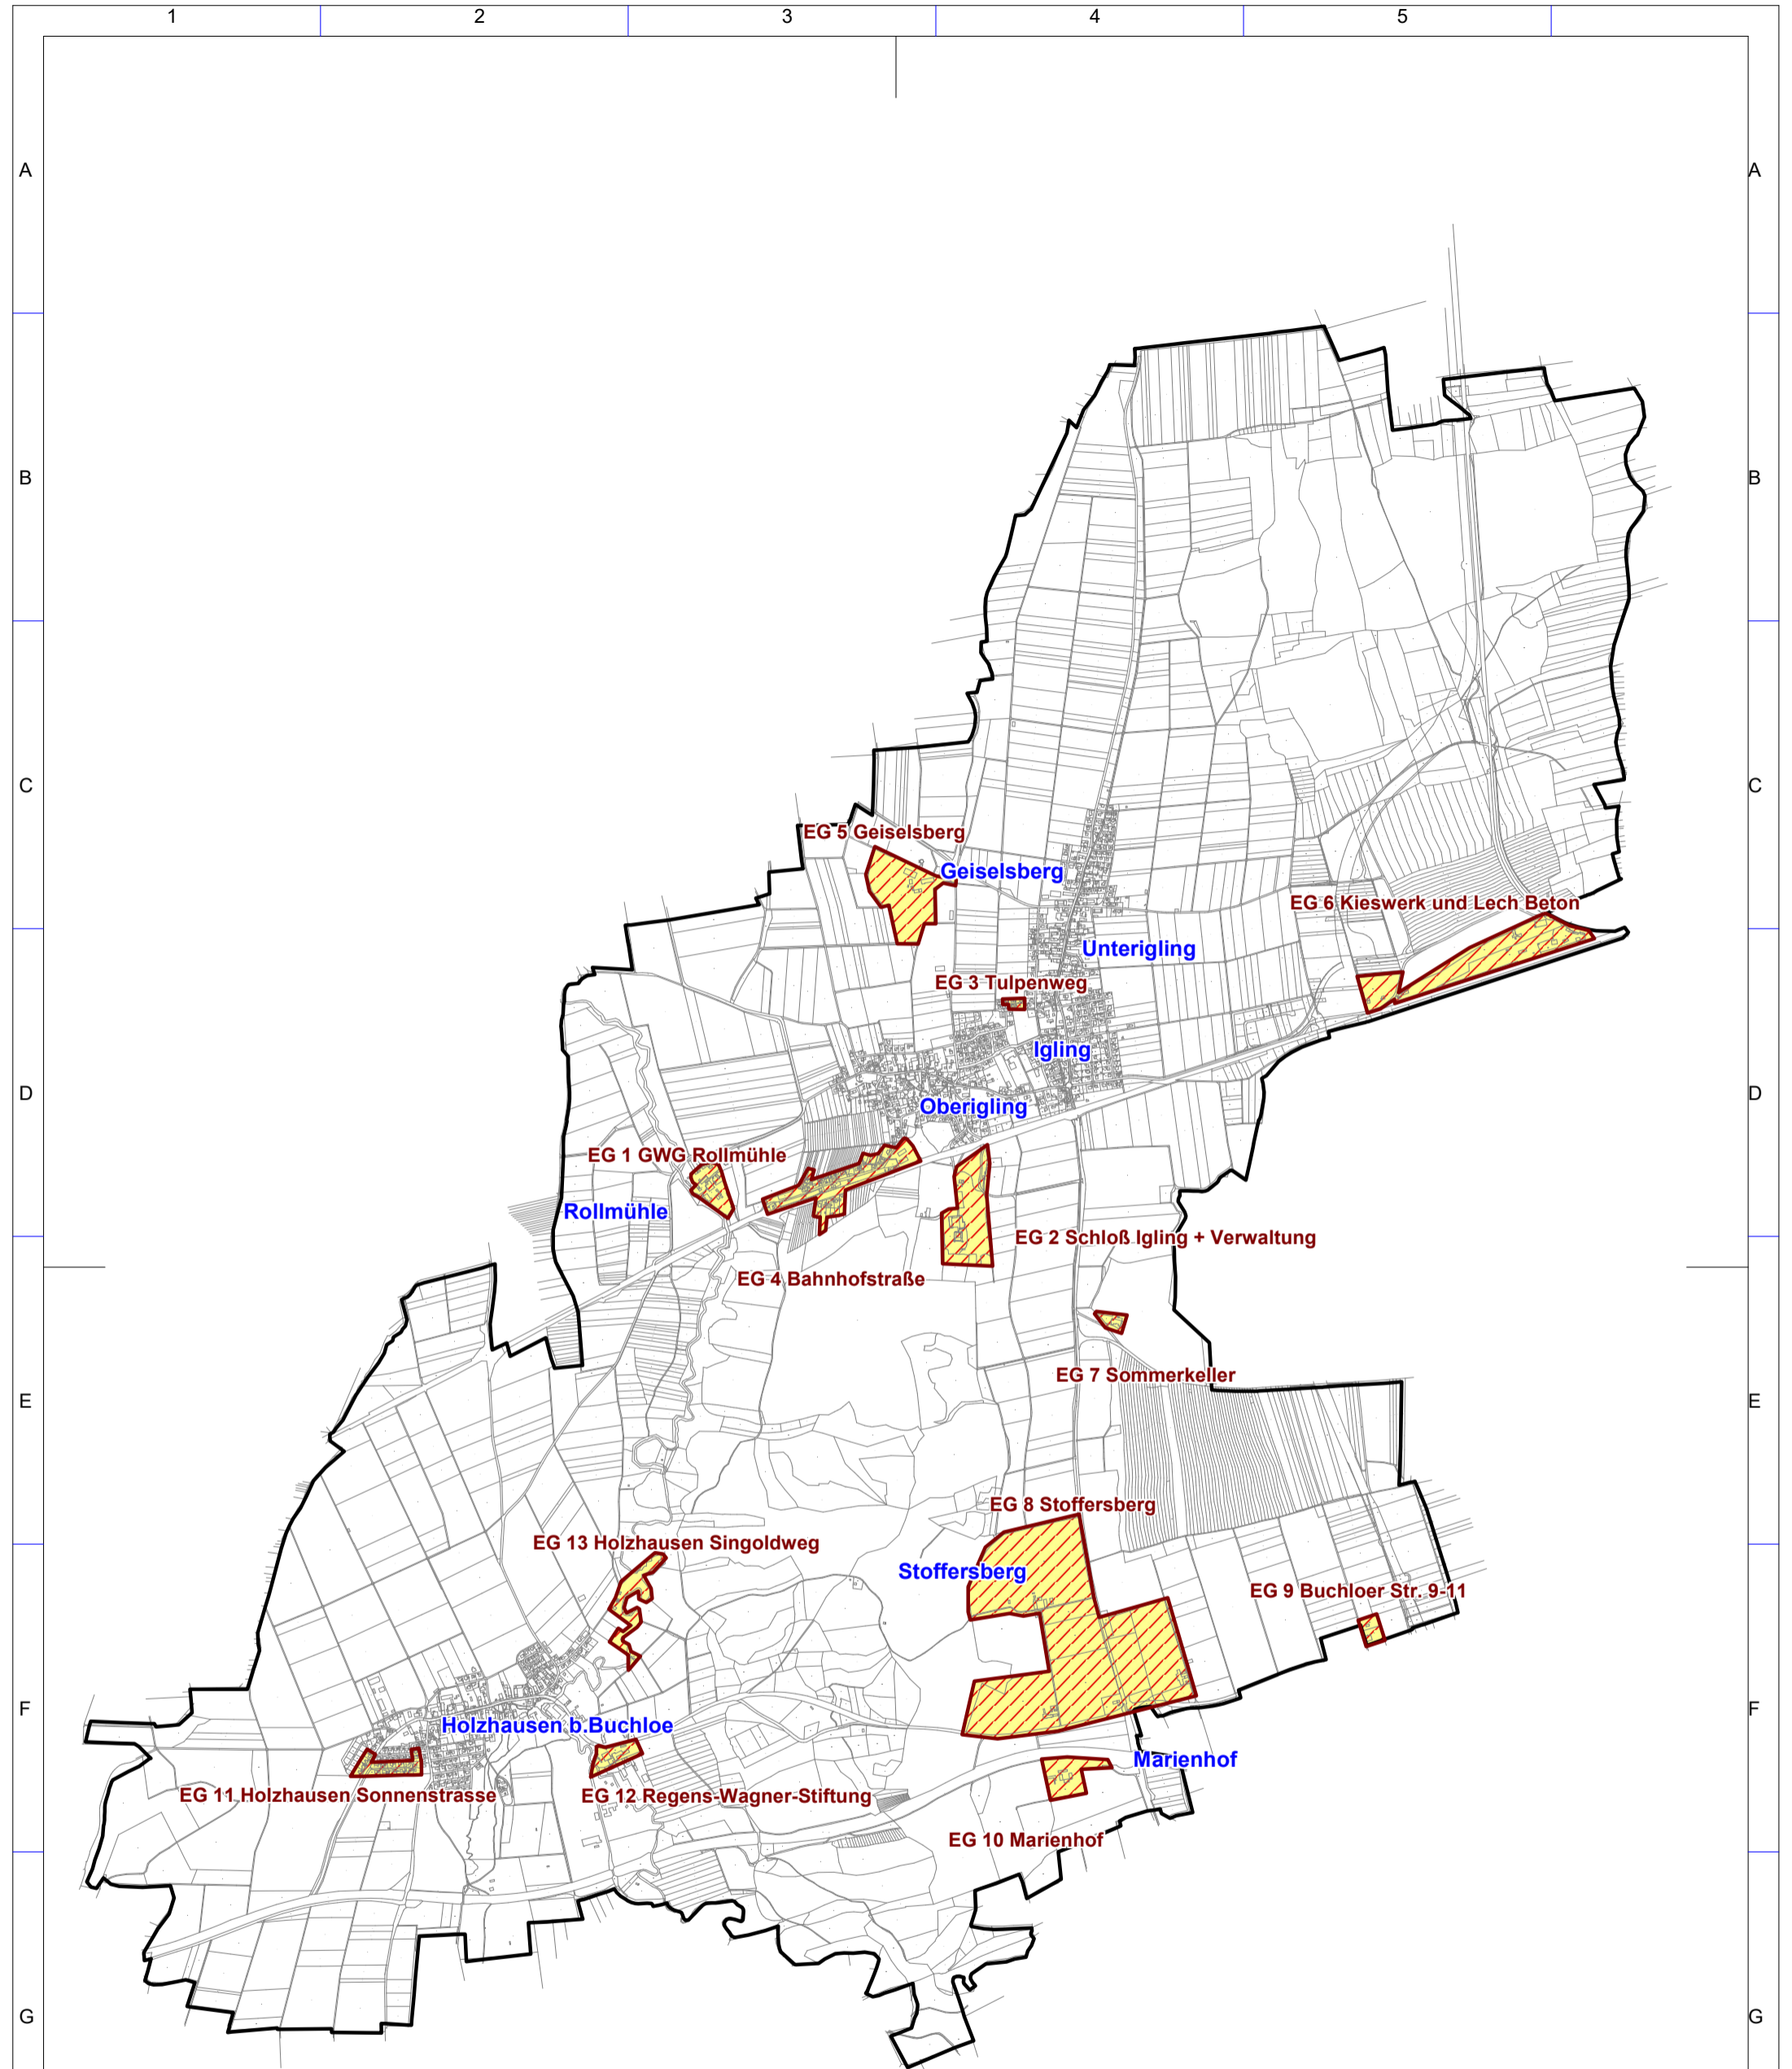 1 2 3 4 5
A A
B B
C C
EG 5 Geiselsberg
Geiselsberg
EG 6 Kieswerk und Lech Beton
Unterigling
EG 3 Tulpenweg
Igling
D D
Oberigling
EG 1 GWG Rollmühle
Rollmühle
EG 2 Schloß Igling + Verwaltung
EG 4 Bahnhofstraße
EG 7 Sommerkeller
E E
EG 8 Stoffersberg
EG 13 Holzhausen Singoldweg
Stoffersberg
EG 9 Buchloer Str. 9-11
F F
Holzhausen b.Buchloe
Marienhof
EG 11 Holzhausen Sonnenstrasse
EG 12 Regens-Wagner-Stiftung
EG 10 Marienhof
G G